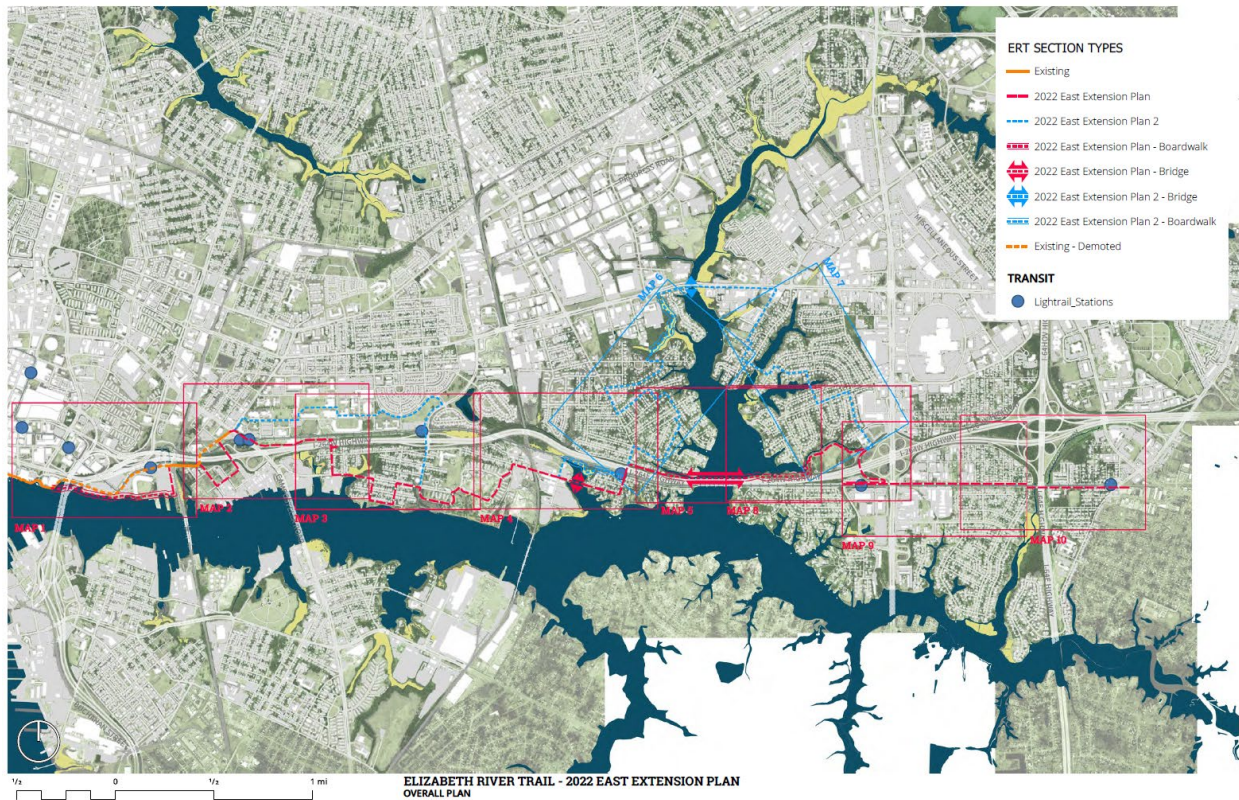 ERT SECTION TYPES
Existing
2022 East Extension Plan
2022 East Extension Plan 2
2022 East Extension Plan - Boardwalk
2022 East Extension Plan - Bridge
2022 East Extension Plan 2 - Bridge
2022 East Extension Plan 2 - Boardwalk
Existing - Demoted
TRANSIT
Lightrail_Stations
MISCELLANEOUS STREET
MAP 6
MAP 7
MAP 1
MAP 2
MAP 3
MAP 4
MAP 5
MAP 8
MAP 9
MAP 10
1/2
0
1/2
1 mi
ELIZABETH RIVER TRAIL - 2022 EAST EXTENSION PLAN
OVERALL PLAN